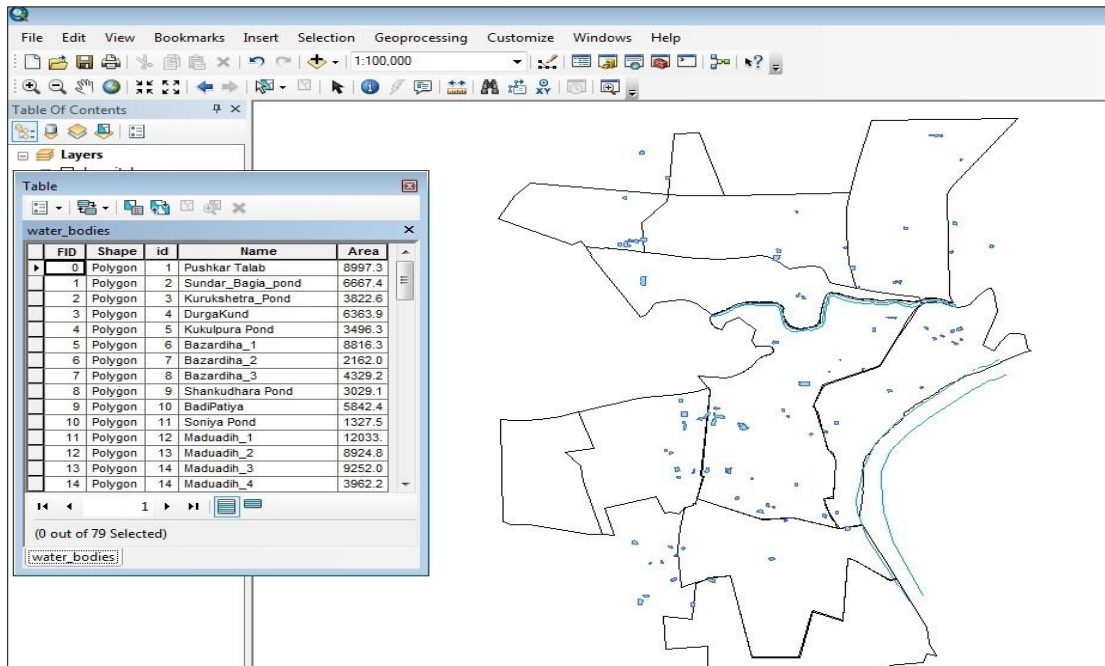 File Edit View Bookmarks Insert Selection Geoprocessing Customize Windows Help
1:100,000
Table Of Contents
Layers
Table
water_bodies
FID Shape id Name Area
0 Polygon 1 Pushkar Talab 8997.3
1 Polygon 2 Sundar_Bagia_pond 6667.4
2 Polygon 3 Kurukshetra_Pond 3822.6
3 Polygon 4 DurgaKund 6363.9
4 Polygon 5 Kukulpura Pond 3496.3
5 Polygon 6 Bazardiha_1 8816.3
6 Polygon 7 Bazardiha_2 2162.0
7 Polygon 8 Bazardiha_3 4329.2
8 Polygon 9 Shankudhara Pond 3029.1
9 Polygon 10 BadiPatiya 5842.4
10 Polygon 11 Soniya Pond 1327.5
11 Polygon 12 Maduadih_1 12033.
12 Polygon 13 Maduadih_2 8924.8
13 Polygon 14 Maduadih_3 9252.0
14 Polygon 14 Maduadih_4 3962.2
1
(0 out of 79 Selected)
water_bodies